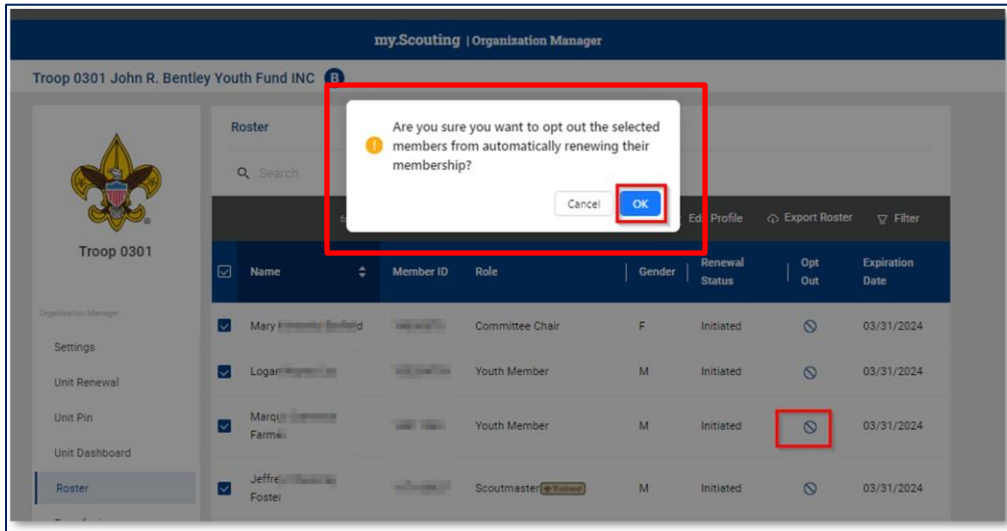 my.Scouting | Organization Manager
Troop 0301 John R. Bentley Youth Fund INC B
Roster
Search
Are you sure you want to opt out the selected
members from automatically renewing their
membership?
Cancel OK
Profile Export Roster Filter
Troop 0301
Name Member ID Role Gender Renewal Status Opt Out Expiration Date
Organization Manager
Mary Committee Chair F Initiated 03/31/2024
Settings
Logan Youth Member M Initiated 03/31/2024
Unit Renewal
Unit Pin
Youth Member M Initiated 03/31/2024
Unit Dashboard
Roster
Scoutmaster Trained M Initiated 03/31/2024
Foster